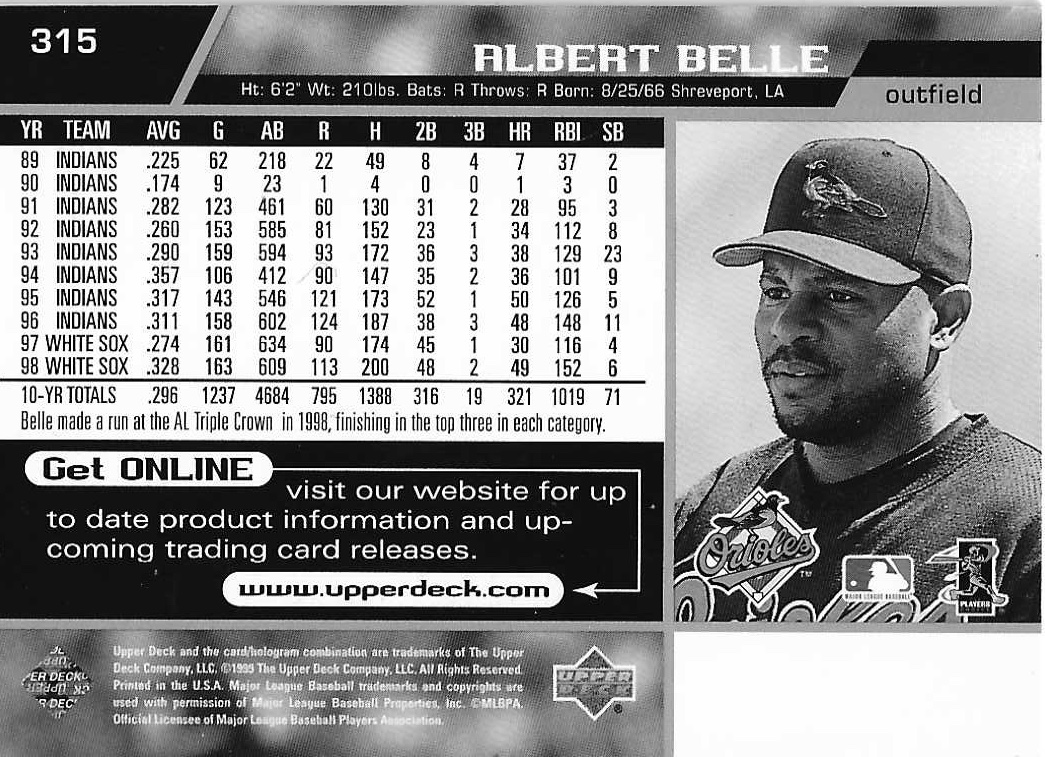 315
ALBERT BELLE
Ht: 6'2" Wt: 210lbs. Bats: R Throws: R Born: 8/25/66 Shreveport, LA
outfield
YR TEAM AVG G AB R H 2B 3B HR RBI SB
89 INDIANS .225 62 218 22 49 8 4 7 37 2
90 INDIANS .174 9 23 1 4 0 0 1 3 0
91 INDIANS .282 123 461 60 130 31 2 28 95 3
92 INDIANS .260 153 585 81 152 23 1 34 112 8
93 INDIANS .290 159 594 93 172 36 3 38 129 23
94 INDIANS .357 106 412 90 147 35 2 36 101 9
95 INDIANS .317 143 546 121 173 52 1 50 126 5
96 INDIANS .311 158 602 124 187 38 3 48 148 11
97 WHITE SOX .274 161 634 90 174 45 1 30 116 4
98 WHITE SOX .328 163 609 113 200 48 2 49 152 6
10-YR TOTALS .296 1237 4684 795 1388 316 19 321 1019 71
Belle made a run at the AL Triple Crown in 1998, finishing in the top three in each category.
Get ONLINE
visit our website for up
to date product information and up-
coming trading card releases.
www.upperdeck.com
Orioles
TM
MAJOR LEAGUE BASEBALL
PLAYERS
Upper Deck and the card/hologram combination are trademarks of The Upper
Deck Company, LLC. ©1999 The Upper Deck Company, LLC. All Rights Reserved.
Printed in the U.S.A. Major League Baseball trademarks and copyrights are
used with permission of Major League Baseball Properties, Inc. ©MLBPA.
Official Licensee of Major League Baseball Players Association.
UPPER
DECK
®